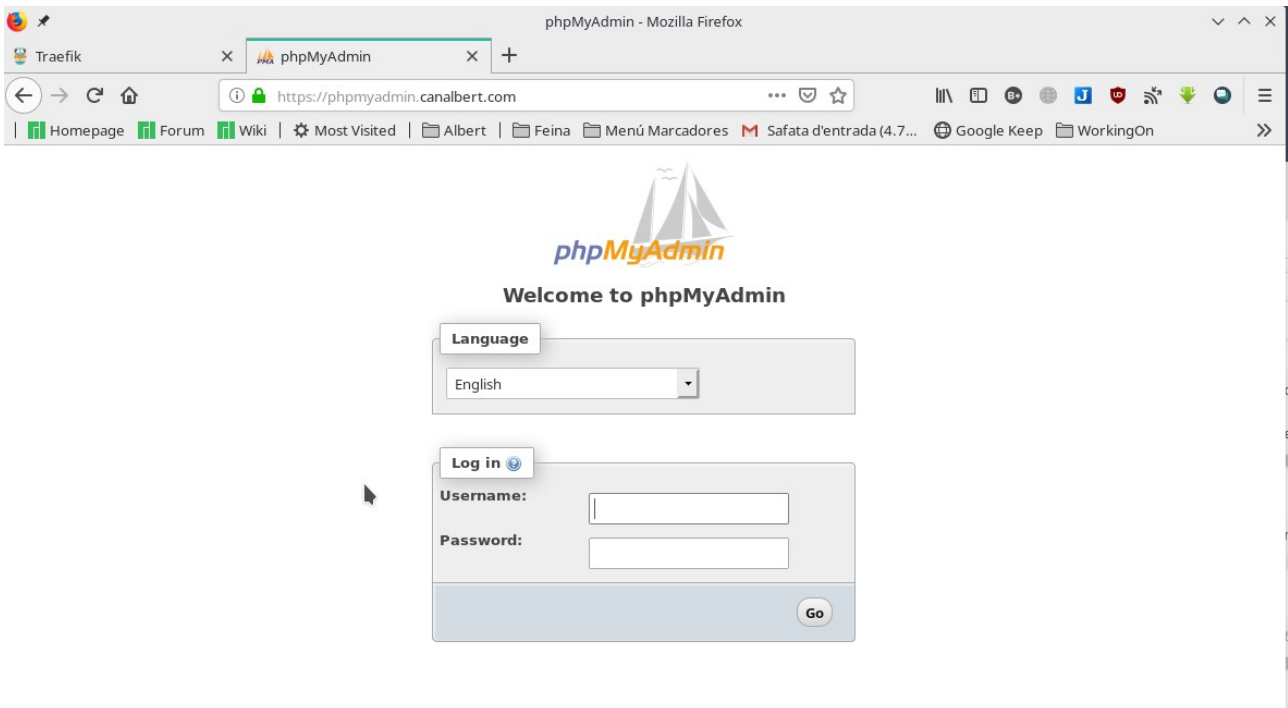 phpMyAdmin - Mozilla Firefox
Traefik
phpMyAdmin
https://phpmyadmin.canalbert.com
Homepage Forum Wiki Most Visited Albert Feina Menú Marcadores Safata d'entrada (4.7... Google Keep WorkingOn
phpMyAdmin
Welcome to phpMyAdmin
Language
English
Log in
Username:
Password:
Go